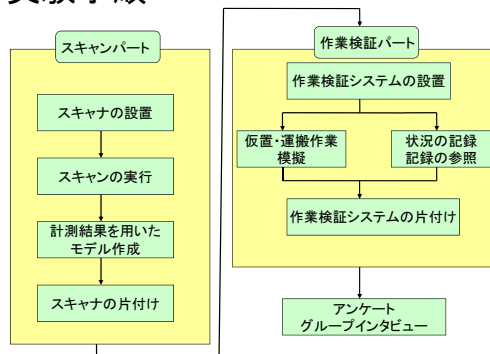 スキャンパート
スキャナの設置
スキャンの実行
計測結果を用いた
モデル作成
スキャナの片付け
作業検証パート
作業検証システムの設置
仮置・運搬作業
模擬
状況の記録
記録の参照
作業検証システムの片付け
アンケート
グループインタビュー